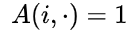 A(i, ·) = 1